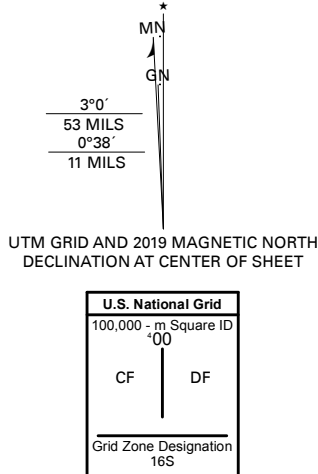 ★
MN
GN
3°0´
53 MILS
0°38´
11 MILS
UTM GRID AND 2019 MAGNETIC NORTH
DECLINATION AT CENTER OF SHEET
U.S. National Grid
100,000 - m Square ID
⁴00
CF DF
Grid Zone Designation
16S